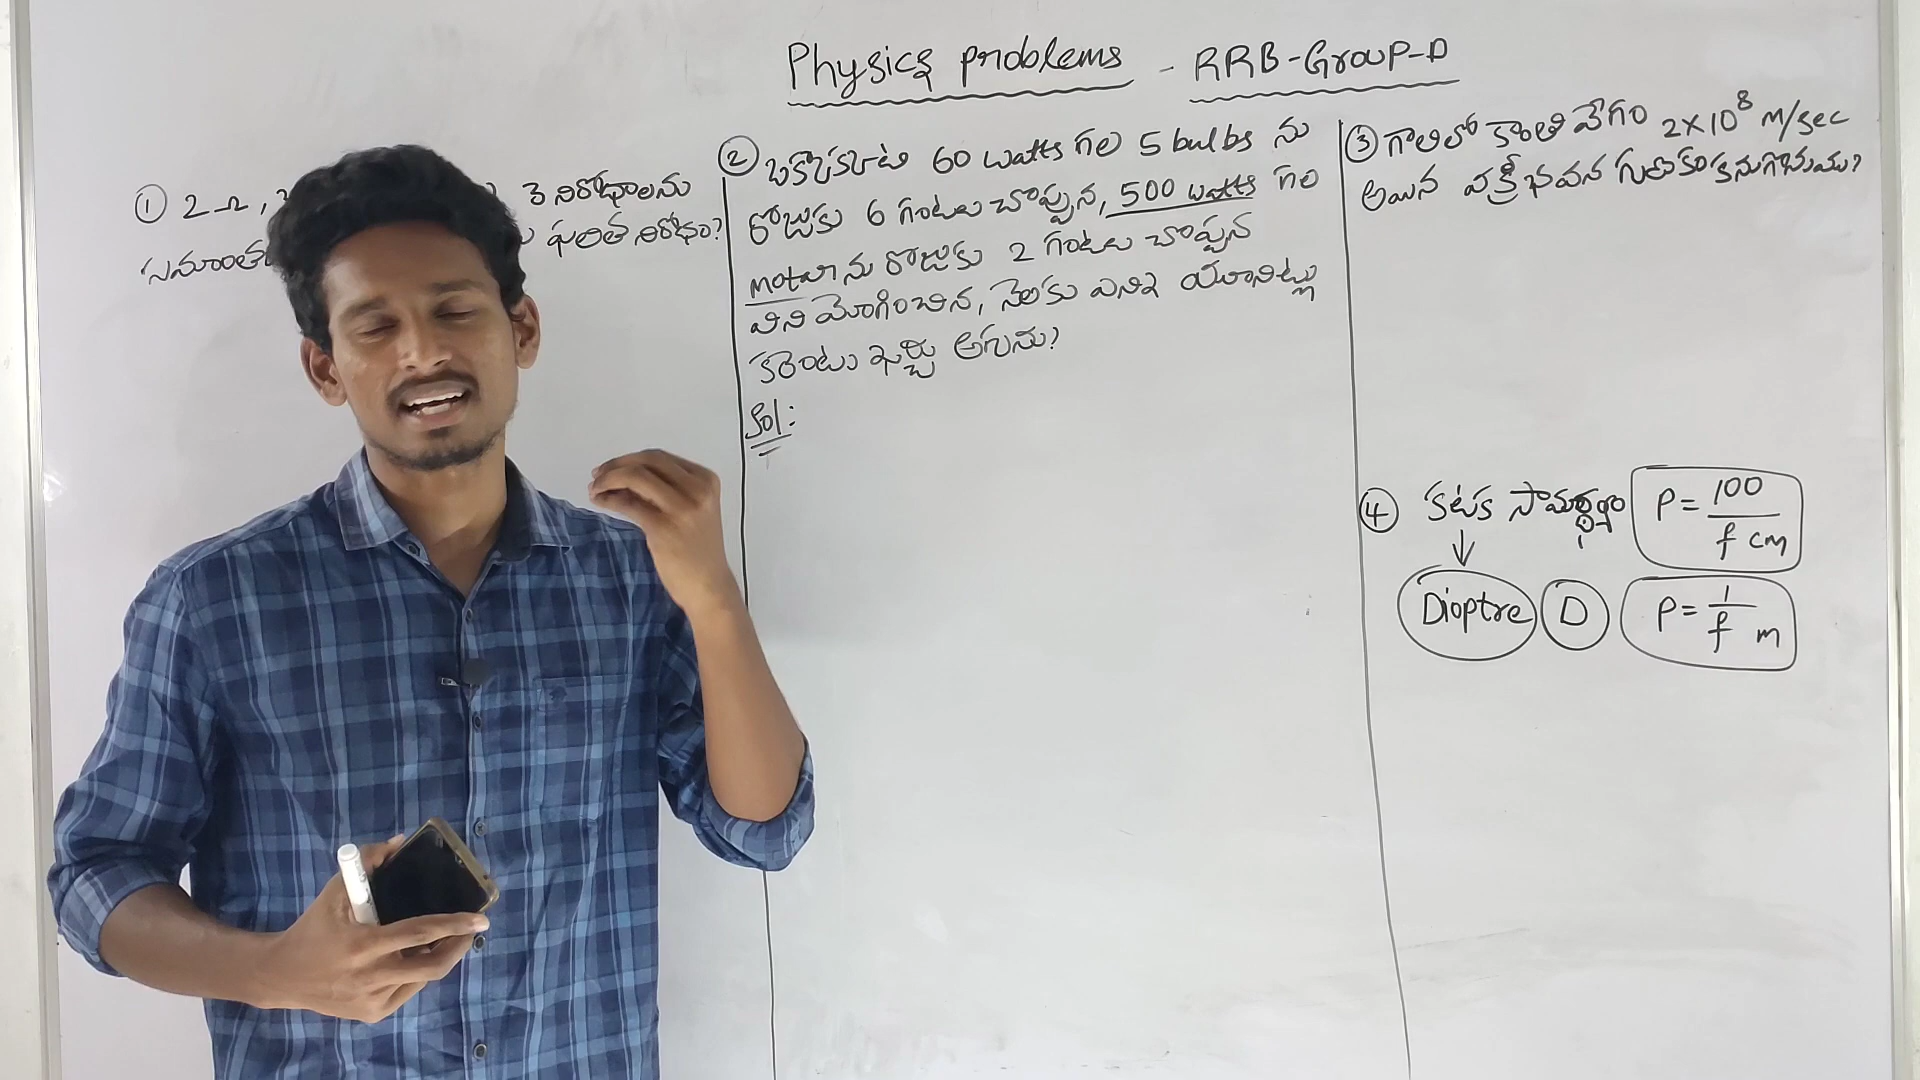 Physics problems - RRB-Group-D
① 2Ω, 3 నిరోధాలను
సమాంత ఫలిత నిరోధం?
② ఒక్కొక్కటి 60 watts గల 5 bulbs ను
రోజుకు 6 గంటలు చొప్పున, 500 watts గల
motor ను రోజుకు 2 గంటలు చొప్పున
వినియోగించిన, నెలకు ఎన్ని యూనిట్లు
కరెంటు ఖర్చు అగును?
Sol:
③ గాలిలో కాంతి వేగం 2×10⁸ m/sec
అయిన వక్రీభవన గుణకం కనుగొనుము?
④ కటక సామర్థ్యం P = 100 / f cm
↓
Dioptre D P = 1 / f m